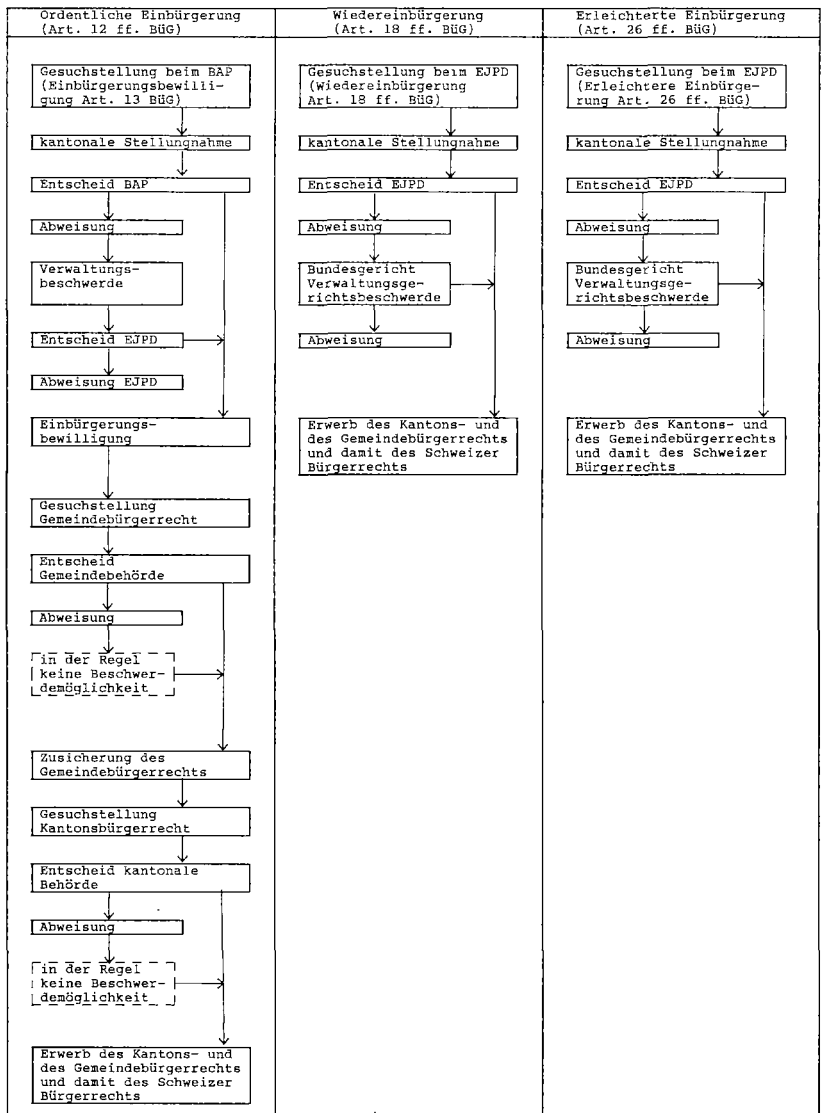 Ordentliche Einbürgerung
(Art. 12 ff. BüG)
Gesuchstellung beim BAP
(Einbürgerungsbewilli-
gung Art. 13 BüG)
kantonale Stellungnahme
Entscheid BAP
Abweisung
Verwaltungs-
beschwerde
Entscheid EJPD
Abweisung EJPD
Einbürgerungs-
bewilligung
Gesuchstellung
Gemeindebürgerrecht
Entscheid
Gemeindebehörde
Abweisung
in der Regel
keine Beschwer-
demöglichkeit
Zusicherung des
Gemeindebürgerrechts
Gesuchstellung
Kantonsbürgerrecht
Entscheid kantonale
Behörde
Abweisung
in der Regel
keine Beschwer-
demöglichkeit
Erwerb des Kantons- und
des Gemeindebürgerrechts
und damit des Schweizer
Bürgerrechts
Wiedereinbürgerung
(Art. 18 ff. BüG)
Gesuchstellung beim EJPD
(Wiedereinbürgerung
Art. 18 ff. BüG)
kantonale Stellungnahme
Entscheid EJPD
Abweisung
Bundesgericht
Verwaltungsge-
richtsbeschwerde
Abweisung
Erwerb des Kantons- und
des Gemeindebürgerrechts
und damit des Schweizer
Bürgerrechts
Erleichterte Einbürgerung
(Art. 26 ff. BüG)
Gesuchstellung beim EJPD
(Erleichtere Einbürge-
rung Art. 26 ff. BüG)
kantonale Stellungnahme
Entscheid EJPD
Abweisung
Bundesgericht
Verwaltungsge-
richtsbeschwerde
Abweisung
Erwerb des Kantons- und
des Gemeindebürgerrechts
und damit des Schweizer
Bürgerrechts